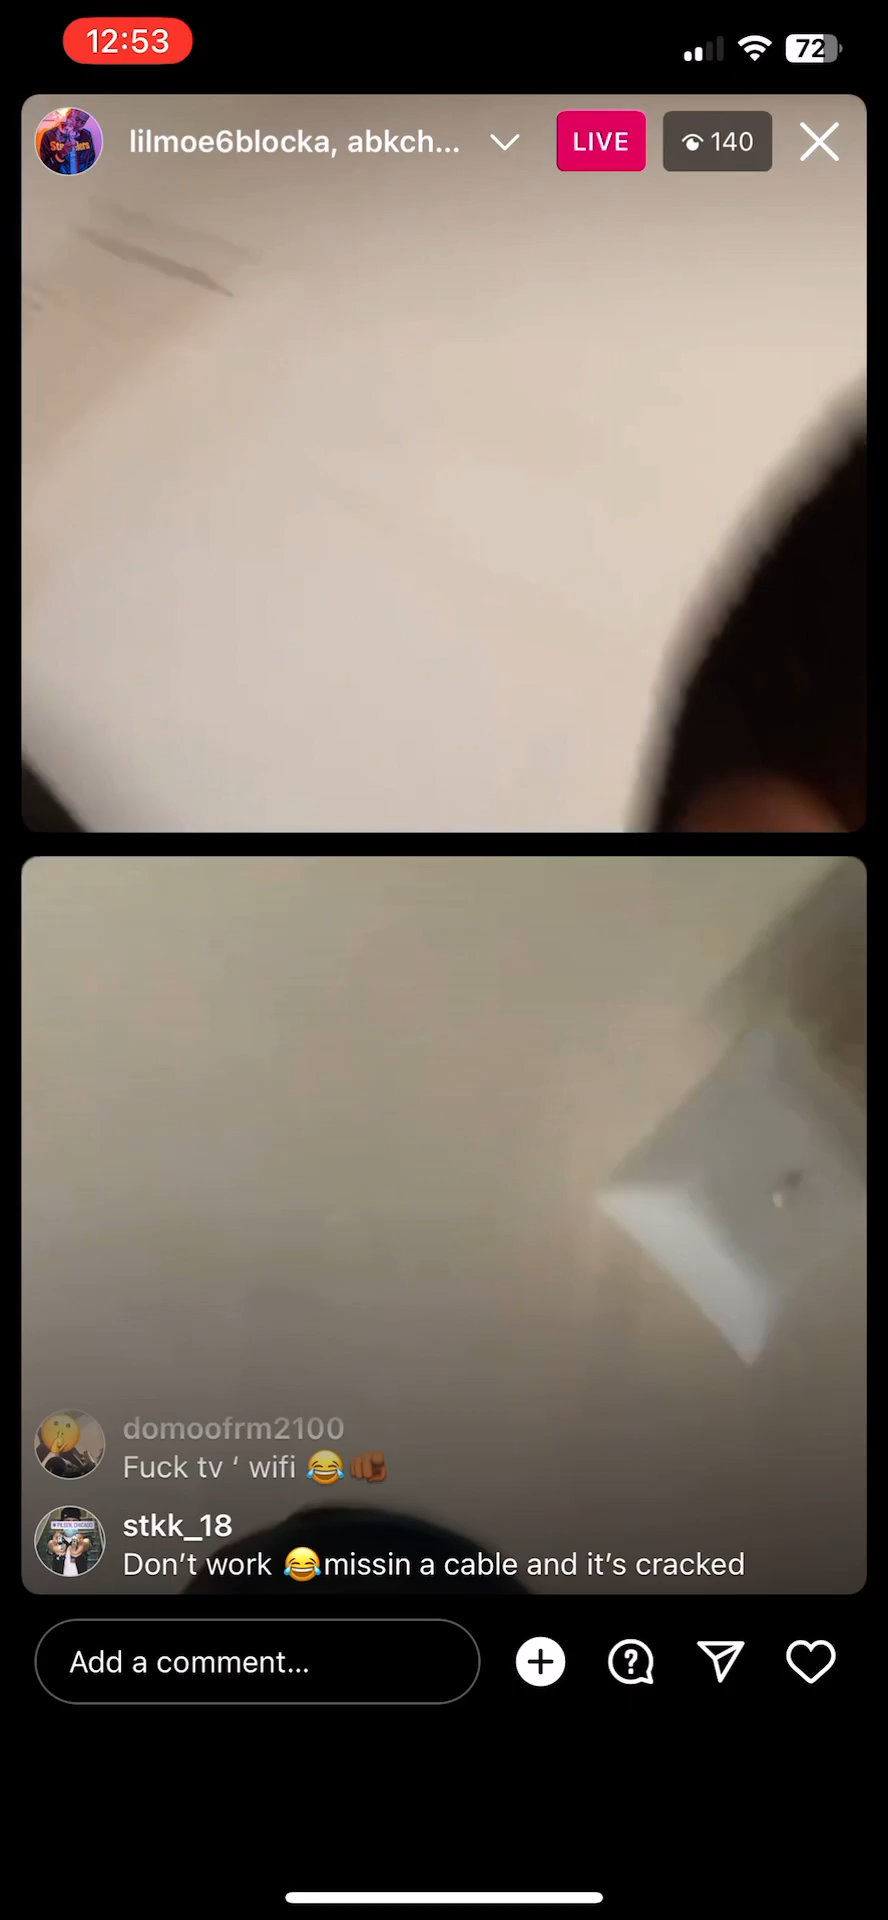 12:53
72
lilmoe6blocka, abkch...
LIVE
140
domoofrm2100
Fuck tv ‘ wifi 😂🫵🏾
stkk_18
Don’t work 😂missin a cable and it’s cracked
Add a comment...